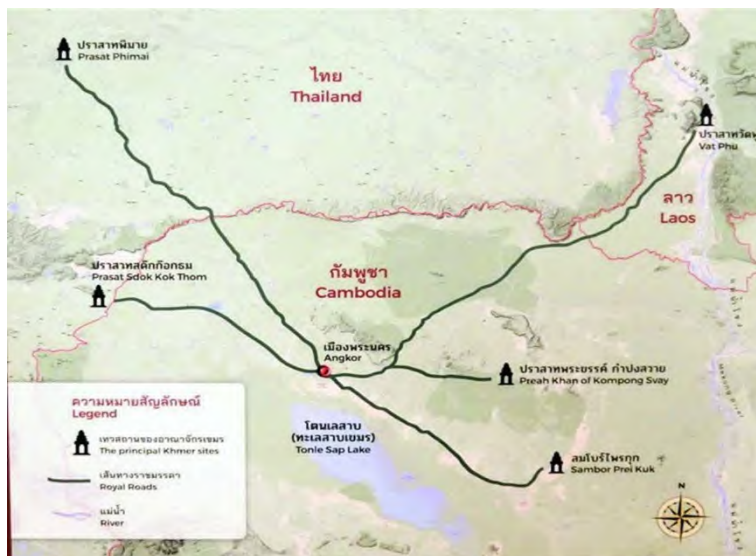 ปราสาทพิมาย
Prasat Phimai
ไทย
Thailand
ปราสาทวัดพู
Vat Phu
ลาว
Laos
ปราสาทสด๊กก๊อกธม
Prasat Sdok Kok Thom
กัมพูชา
Cambodia
เมืองพระนคร
Angkor
ปราสาทพระขรรค์ กำปงสวาย
Preah Khan of Kompong Svay
Mekong River
ความหมายสัญลักษณ์
Legend
เทวสถานของอาณาจักรเขมร
The principal Khmer sites
เส้นทางราชมรรคา
Royal Roads
แม่น้ำ
River
โตนเลสาบ
(ทะเลสาบเขมร)
Tonle Sap Lake
สมโบร์ไพรกุก
Sambor Prei Kuk
N